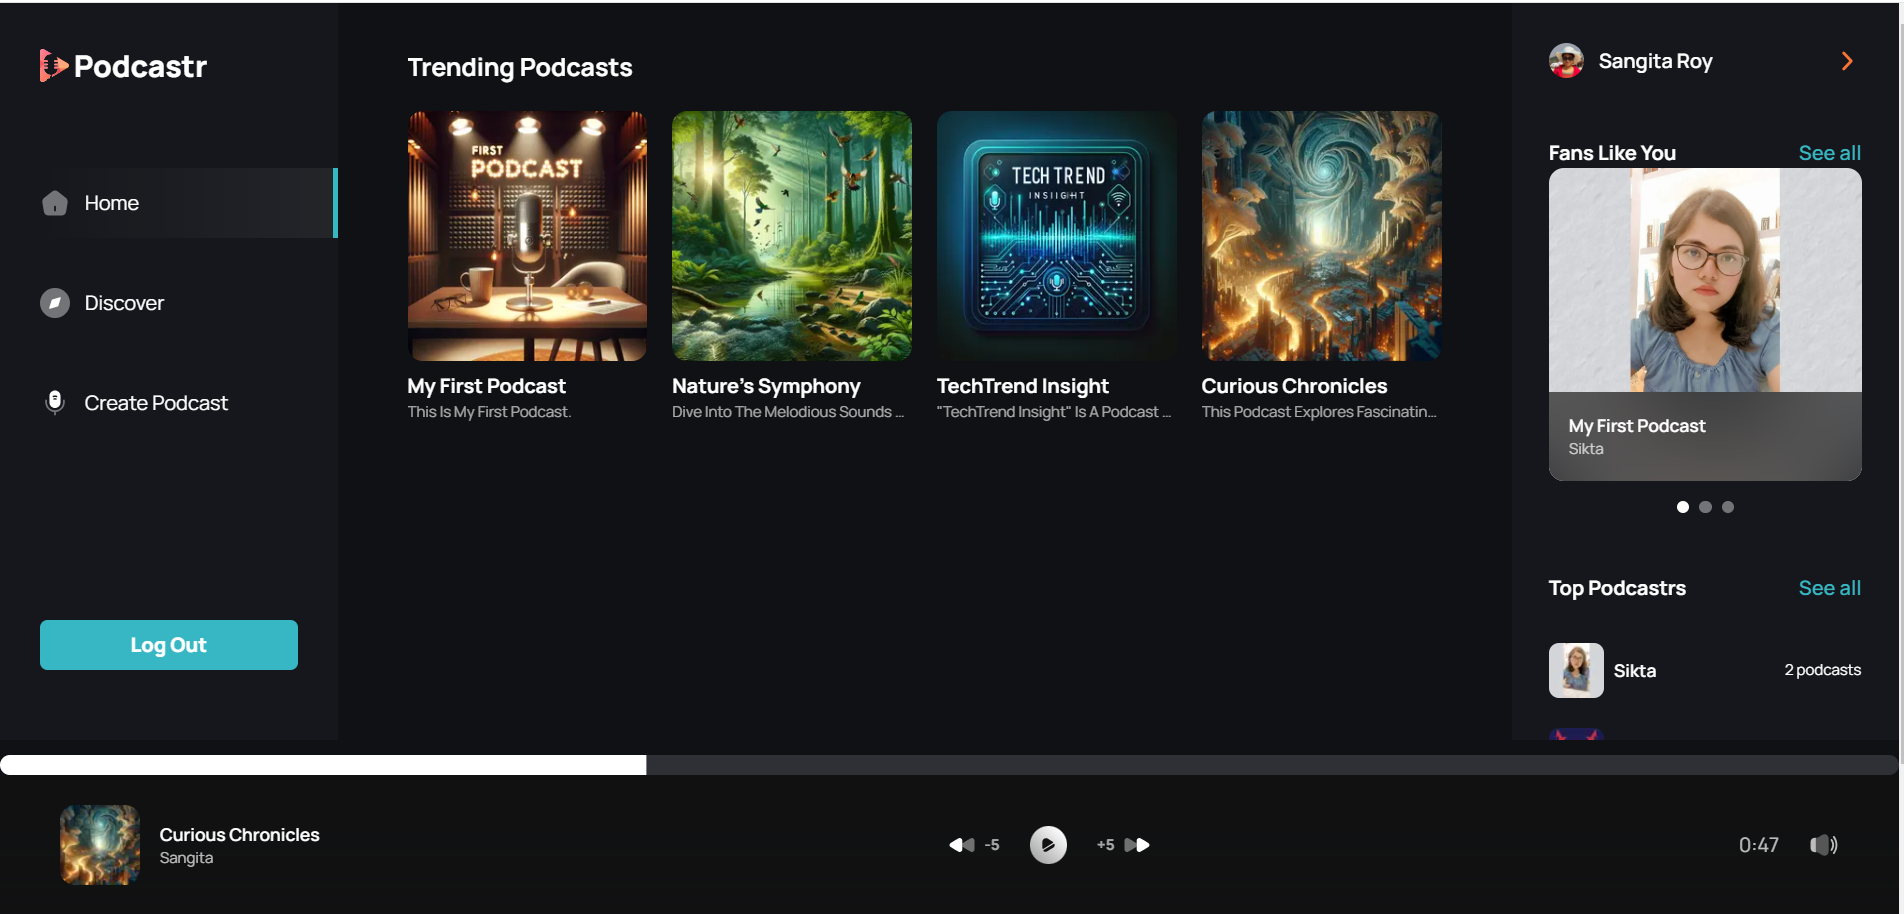 Podcastr
Home
Discover
Create Podcast
Log Out
Trending Podcasts
FIRST
PODCAST
My First Podcast
This Is My First Podcast.
Nature's Symphony
Dive Into The Melodious Sounds ...
TECH TREND
INSIIGHT
TechTrend Insight
"TechTrend Insight" Is A Podcast ...
Curious Chronicles
This Podcast Explores Fascinatin...
Sangita Roy
Fans Like You
See all
My First Podcast
Sikta
Top Podcastrs
See all
Sikta
2 podcasts
Curious Chronicles
Sangita
-5
+5
0:47